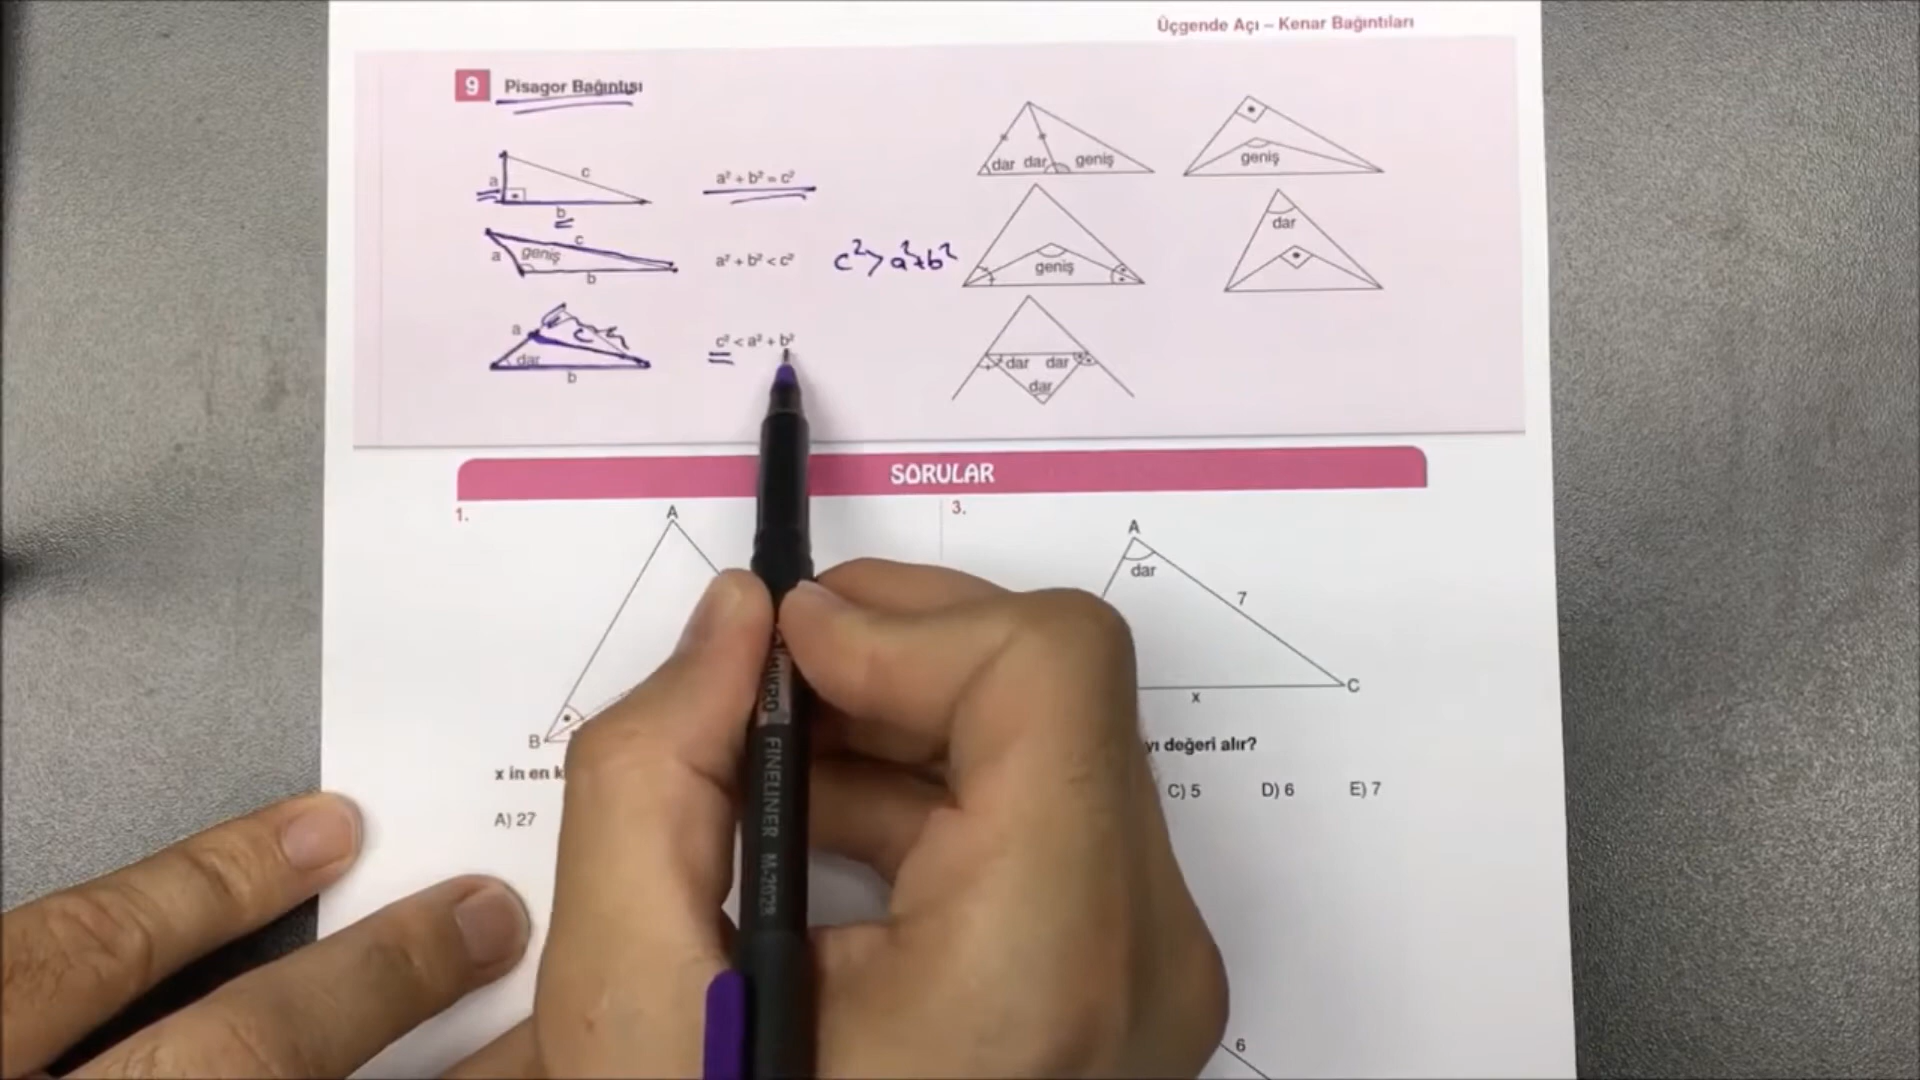 Üçgende Açı – Kenar Bağıntıları
9 Pisagor Bağıntısı
a
c
b
a² + b² = c²
a
geniş
c
b
a² + b² < c²
c² > a² + b²
a
dar
c
b
c² < a² + b²
dar dar geniş
geniş
geniş
dar
dar dar
dar
SORULAR
1.
A
B
x in en
A) 27
3.
A
dar
7
x
C
değeri alır?
C) 5 D) 6 E) 7
6
FINELINER M-2028